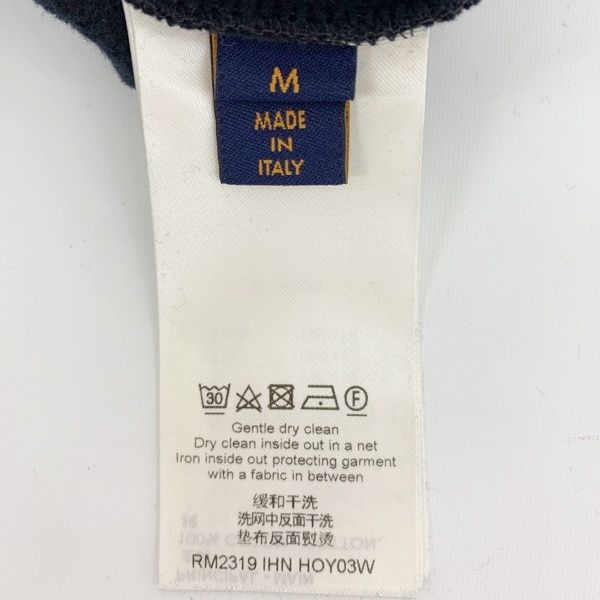 M
MADE
IN
ITALY
30 F
Gentle dry clean
Dry clean inside out in a net
Iron inside out protecting garment
with a fabric in between
缓和干洗
洗网中反面干洗
垫布反面熨烫
RM2319 IHN HOY03W